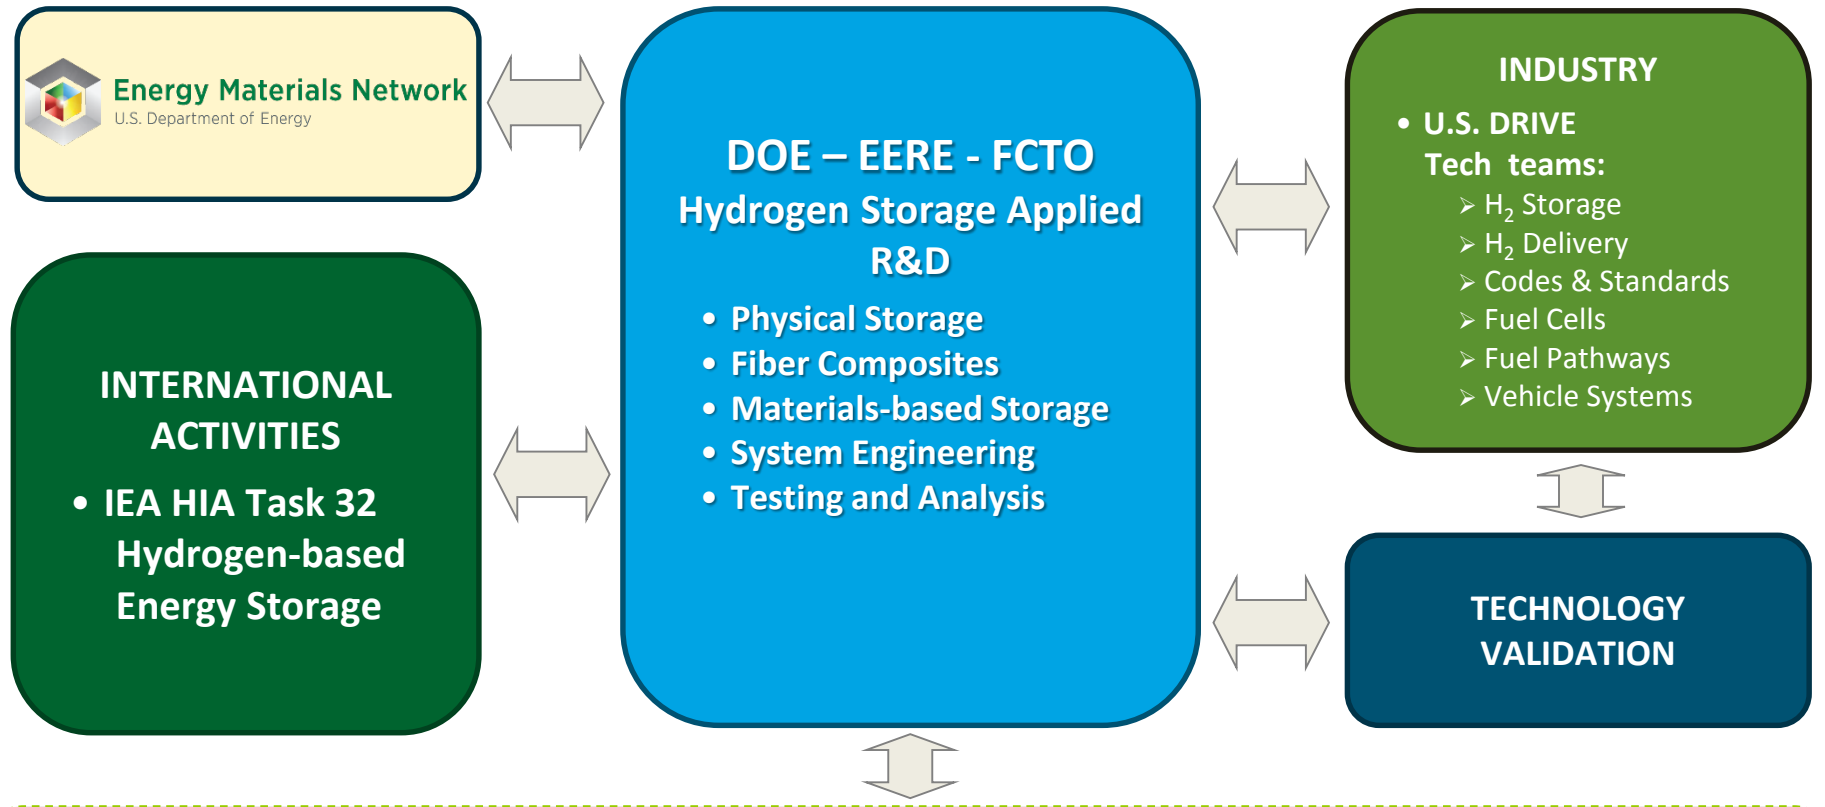 Energy Materials Network
U.S. Department of Energy
INTERNATIONAL
ACTIVITIES
• IEA HIA Task 32
Hydrogen-based
Energy Storage
DOE – EERE - FCTO
Hydrogen Storage Applied
R&D
• Physical Storage
• Fiber Composites
• Materials-based Storage
• System Engineering
• Testing and Analysis
INDUSTRY
• U.S. DRIVE
Tech teams:
➢ H₂ Storage
➢ H₂ Delivery
➢ Codes & Standards
➢ Fuel Cells
➢ Fuel Pathways
➢ Vehicle Systems
TECHNOLOGY
VALIDATION